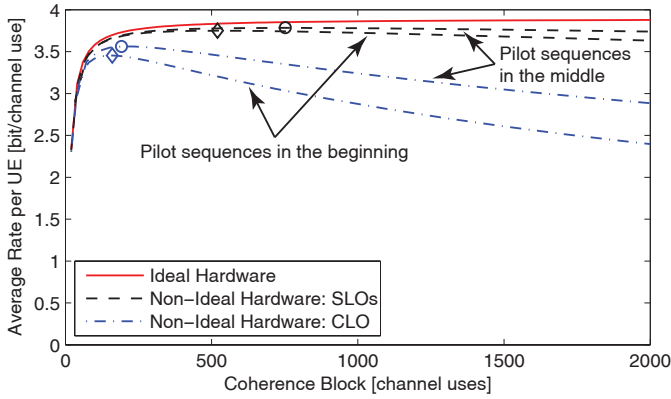 Average Rate per UE [bit/channel use]
4
3.5
3
2.5
2
1.5
1
0.5
0
Pilot sequences
in the middle
Pilot sequences in the beginning
Ideal Hardware
Non−Ideal Hardware: SLOs
Non−Ideal Hardware: CLO
0
500
1000
1500
2000
Coherence Block [channel uses]